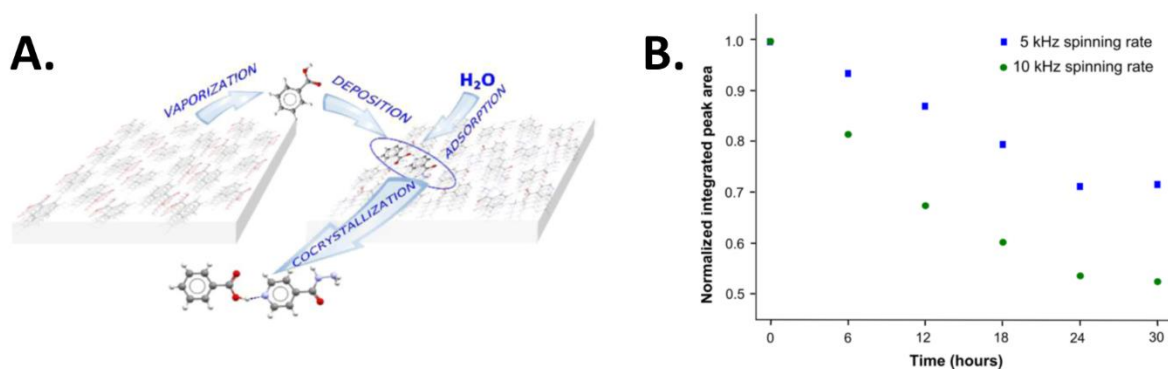 A.
VAPORIZATION
DEPOSITION
H₂O
ADSORPTION
COCRYSTALLIZATION
B.
5 kHz spinning rate
10 kHz spinning rate
Normalized integrated peak area
1.0
0.9
0.8
0.7
0.6
0.5
0 6 12 18 24 30
Time (hours)